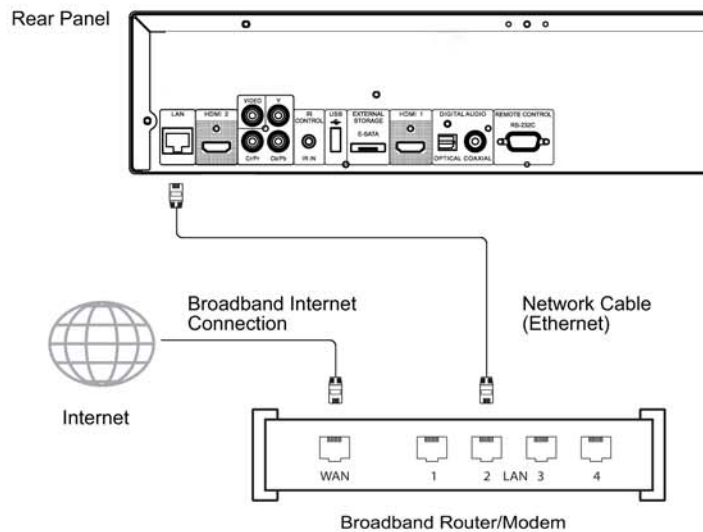 Rear Panel
LAN
HDMI 2
VIDEO
Y
Cr/Pr
Cb/Pb
IR
CONTROL
IR IN
USB
EXTERNAL
STORAGE
E-SATA
HDMI 1
DIGITAL AUDIO
OPTICAL COAXIAL
REMOTE CONTROL
RS-232C
Broadband Internet
Connection
Network Cable
(Ethernet)
Internet
WAN 1 2 LAN 3 4
Broadband Router/Modem